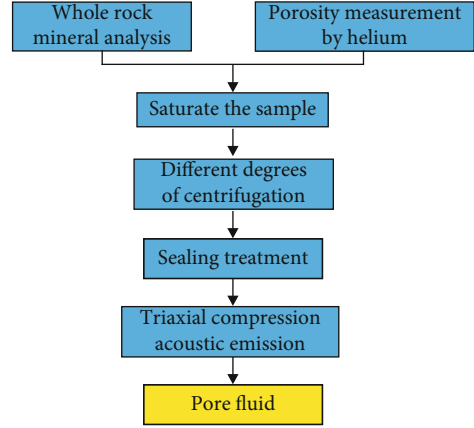 Whole rock
mineral analysis
Porosity measurement
by helium
Saturate the sample
Different degrees
of centrifugation
Sealing treatment
Triaxial compression
acoustic emission
Pore fluid